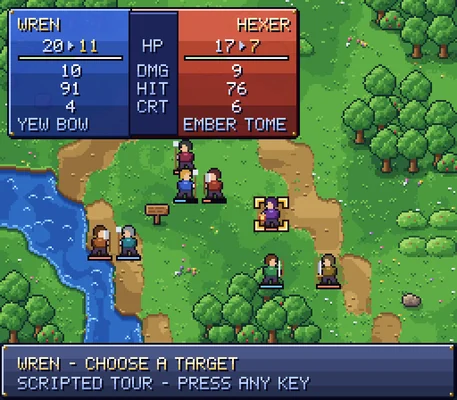 WREN HEXER
20▸11 HP 17▸7
10 DMG 9
91 HIT 76
4 CRT 6
YEW BOW EMBER TOME
WREN - CHOOSE A TARGET
SCRIPTED TOUR - PRESS ANY KEY